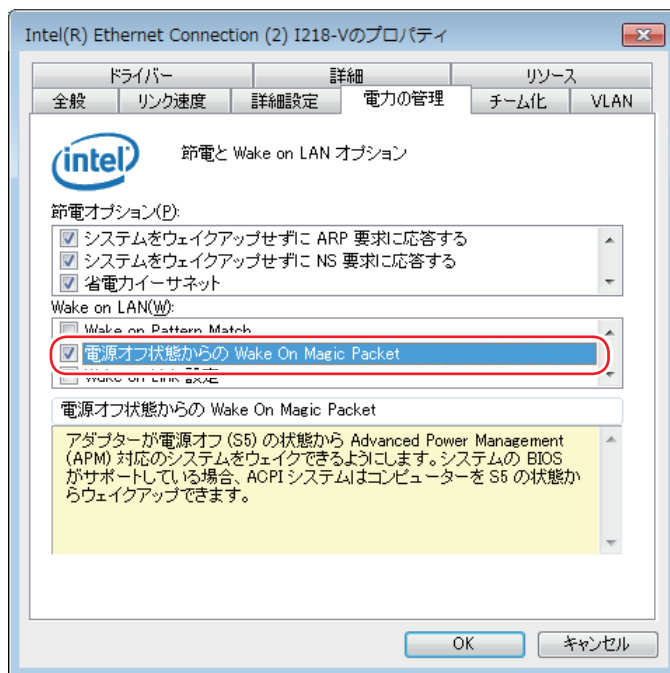 Intel(R) Ethernet Connection (2) I218-Vのプロパティ
ドライバー 詳細 リソース
全般 リンク速度 詳細設定 電力の管理 チーム化 VLAN
intel 節電と Wake on LAN オプション
節電オプション(P):
システムをウェイクアップせずに ARP 要求に応答する
システムをウェイクアップせずに NS 要求に応答する
省電力イーサネット
Wake on LAN(W):
Wake on Pattern Match
電源オフ状態からの Wake On Magic Packet
Wake on Link 設定
電源オフ状態からの Wake On Magic Packet
アダプターが電源オフ (S5) の状態から Advanced Power Management
(APM) 対応のシステムをウェイクできるようにします。システムの BIOS
がサポートしている場合、ACPI システムはコンピューターを S5 の状態か
らウェイクアップできます。
OK キャンセル